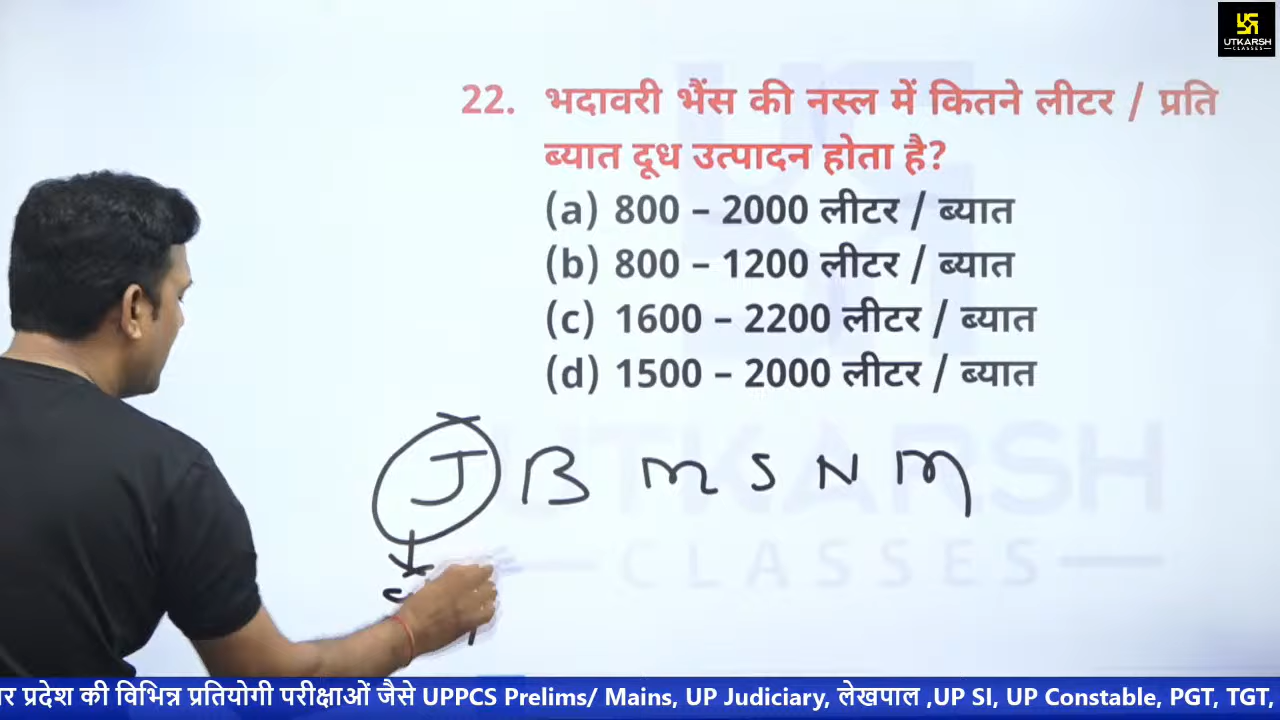 UTKARSH
CLASSES
22. भदावरी भैंस की नस्ल में कितने लीटर / प्रति
ब्यात दूध उत्पादन होता है?
(a) 800 – 2000 लीटर / ब्यात
(b) 800 – 1200 लीटर / ब्यात
(c) 1600 – 2200 लीटर / ब्यात
(d) 1500 – 2000 लीटर / ब्यात
J B M S N M
UTKARSH
CLASSES
प्रदेश की विभिन्न प्रतियोगी परीक्षाओं जैसे UPPCS Prelims/ Mains, UP Judiciary, लेखपाल ,UP SI, UP Constable, PGT, TGT,